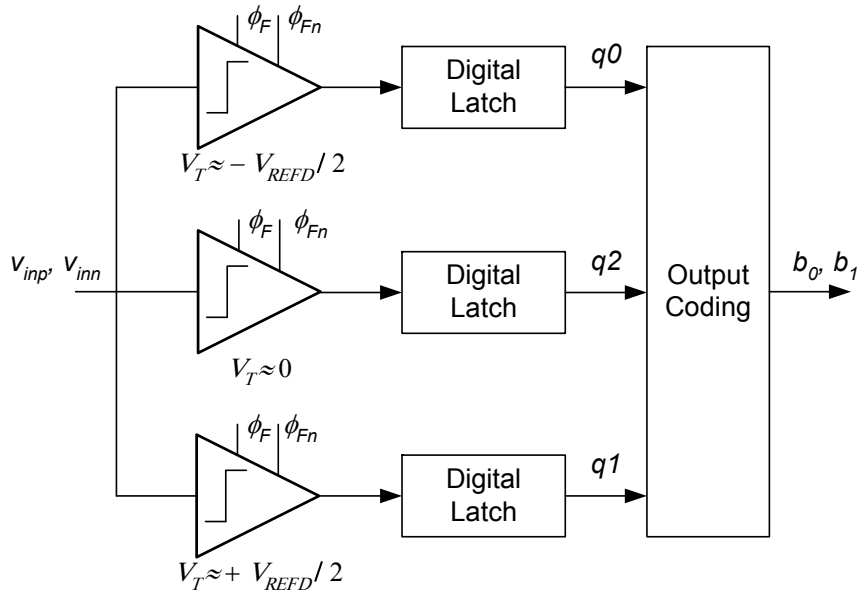 ϕF ϕFn
Digital Latch
q0
VT ≈ − VREFD / 2
vinp, vinn
ϕF ϕFn
Digital Latch
q2
Output Coding
b0, b1
VT ≈ 0
ϕF ϕFn
Digital Latch
q1
VT ≈ + VREFD / 2